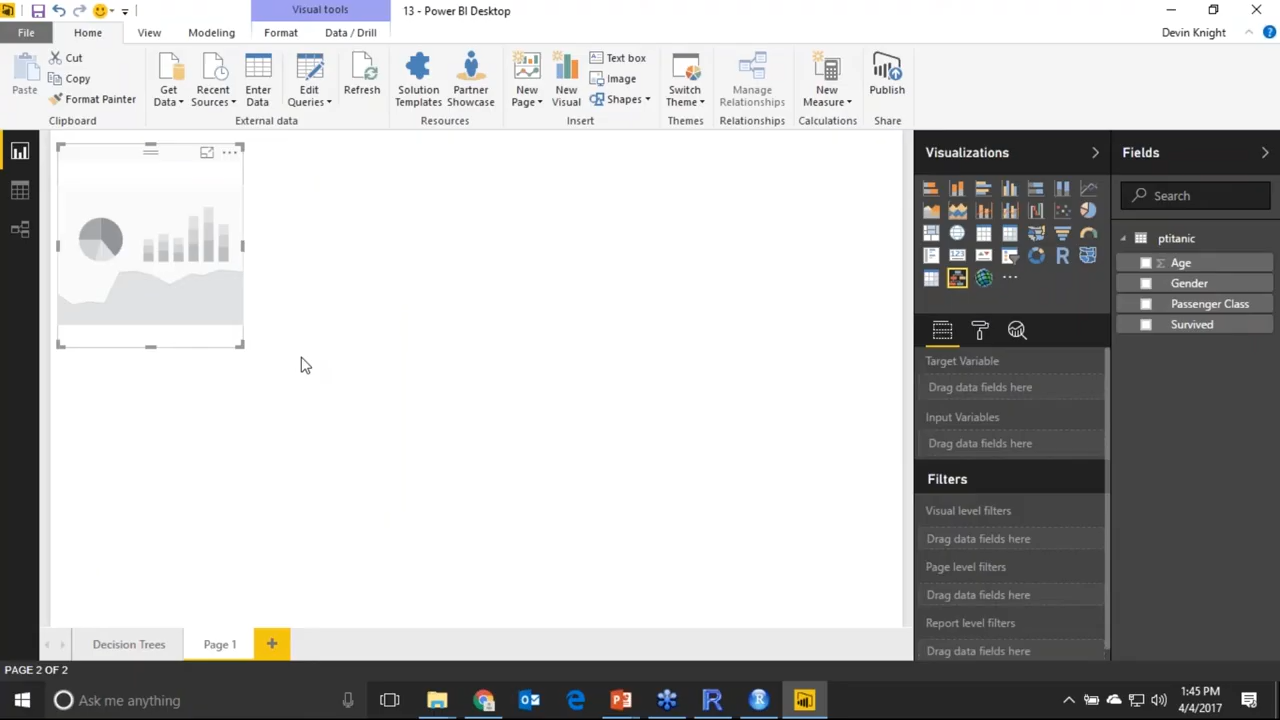 Visual tools
13 - Power BI Desktop
File
Home
View
Modeling
Format
Data / Drill
Devin Knight
?
Paste
Cut
Copy
Format Painter
Clipboard
Get Data
Recent Sources
Enter Data
Edit Queries
Refresh
External data
Solution Templates
Partner Showcase
Resources
New Page
New Visual
Text box
Image
Shapes
Insert
Switch Theme
Themes
Manage Relationships
Relationships
New Measure
Calculations
Publish
Share
Visualizations
R
123
Target Variable
Drag data fields here
Input Variables
Drag data fields here
Filters
Visual level filters
Drag data fields here
Page level filters
Drag data fields here
Report level filters
Drag data fields here
Fields
Search
ptitanic
Σ Age
Gender
Passenger Class
Survived
Decision Trees
Page 1
+
PAGE 2 OF 2
Ask me anything
1:45 PM
4/4/2017